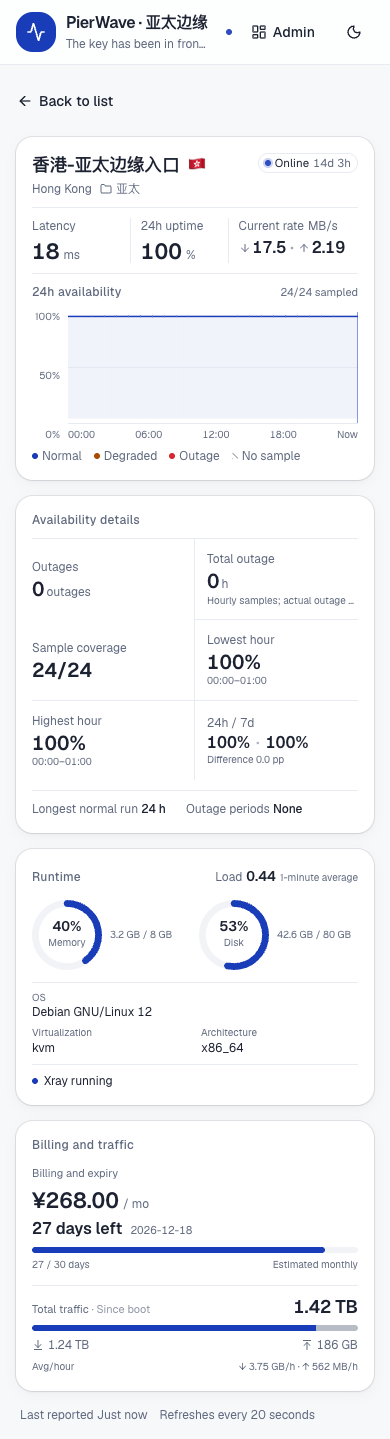 PierWave · 亚太边缘
The key has been in fron…
Admin
Back to list
香港-亚太边缘入口
Online 14d 3h
Hong Kong 亚太
Latency
18 ms
24h uptime
100 %
Current rate MB/s
↓ 17.5 · ↑ 2.19
24h availability
24/24 sampled
100%
50%
0%
00:00 06:00 12:00 18:00 Now
Normal Degraded Outage No sample
Availability details
Outages
0 outages
Total outage
0 h
Hourly samples; actual outage …
Sample coverage
24/24
Lowest hour
100%
00:00–01:00
Highest hour
100%
00:00–01:00
24h / 7d
100% · 100%
Difference 0.0 pp
Longest normal run 24 h Outage periods None
Runtime
Load 0.44 1-minute average
40%
Memory
3.2 GB / 8 GB
53%
Disk
42.6 GB / 80 GB
OS
Debian GNU/Linux 12
Virtualization
kvm
Architecture
x86_64
Xray running
Billing and traffic
Billing and expiry
¥268.00 / mo
27 days left 2026-12-18
27 / 30 days
Estimated monthly
Total traffic · Since boot
1.42 TB
1.24 TB
186 GB
Avg/hour
↓ 3.75 GB/h · ↑ 562 MB/h
Last reported Just now Refreshes every 20 seconds